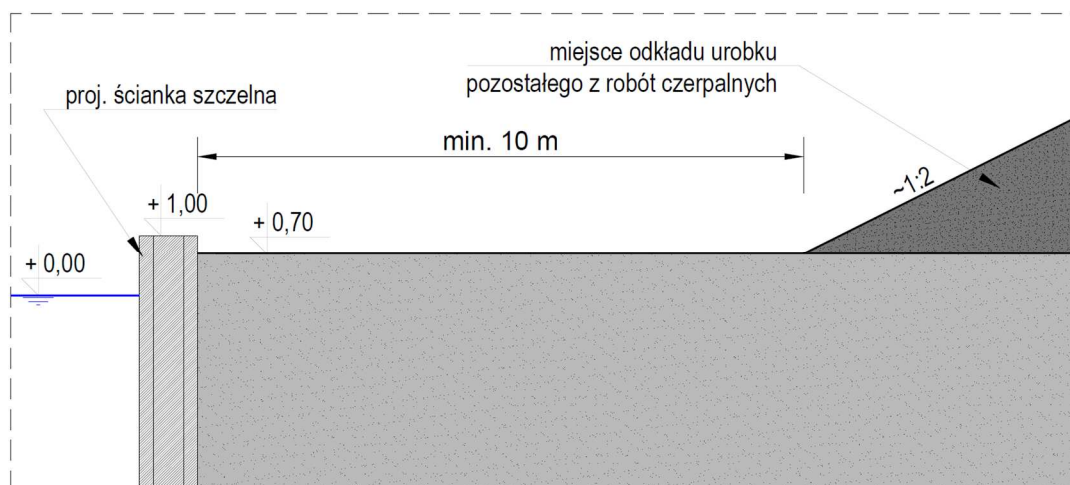 miejsce odkładu urobku
pozostałego z robót czerpalnych
proj. ścianka szczelna
min. 10 m
~1:2
+ 1,00
+ 0,70
+ 0,00